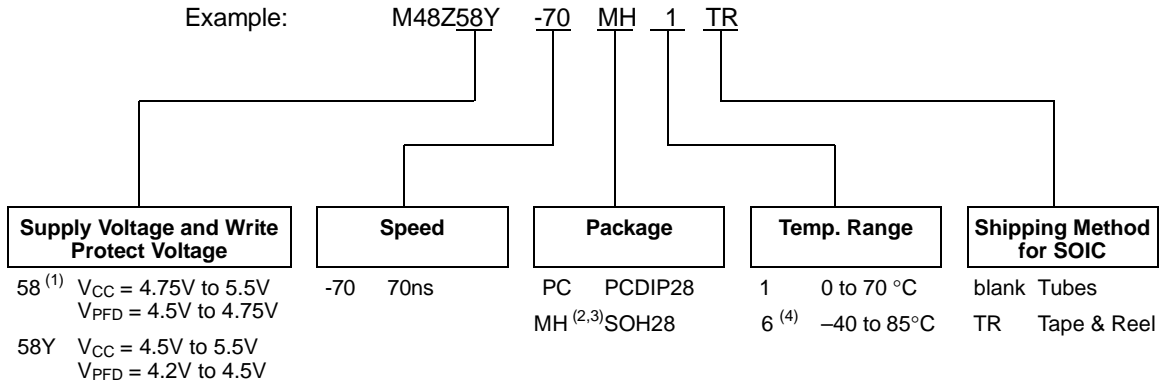 Example: M48Z58Y -70 MH 1 TR
Supply Voltage and Write
Protect Voltage
58 (1) VCC = 4.75V to 5.5V
VPFD = 4.5V to 4.75V
58Y VCC = 4.5V to 5.5V
VPFD = 4.2V to 4.5V
Speed
-70 70ns
Package
PC PCDIP28
MH (2,3) SOH28
Temp. Range
1 0 to 70 °C
6 (4) –40 to 85°C
Shipping Method
for SOIC
blank Tubes
TR Tape & Reel